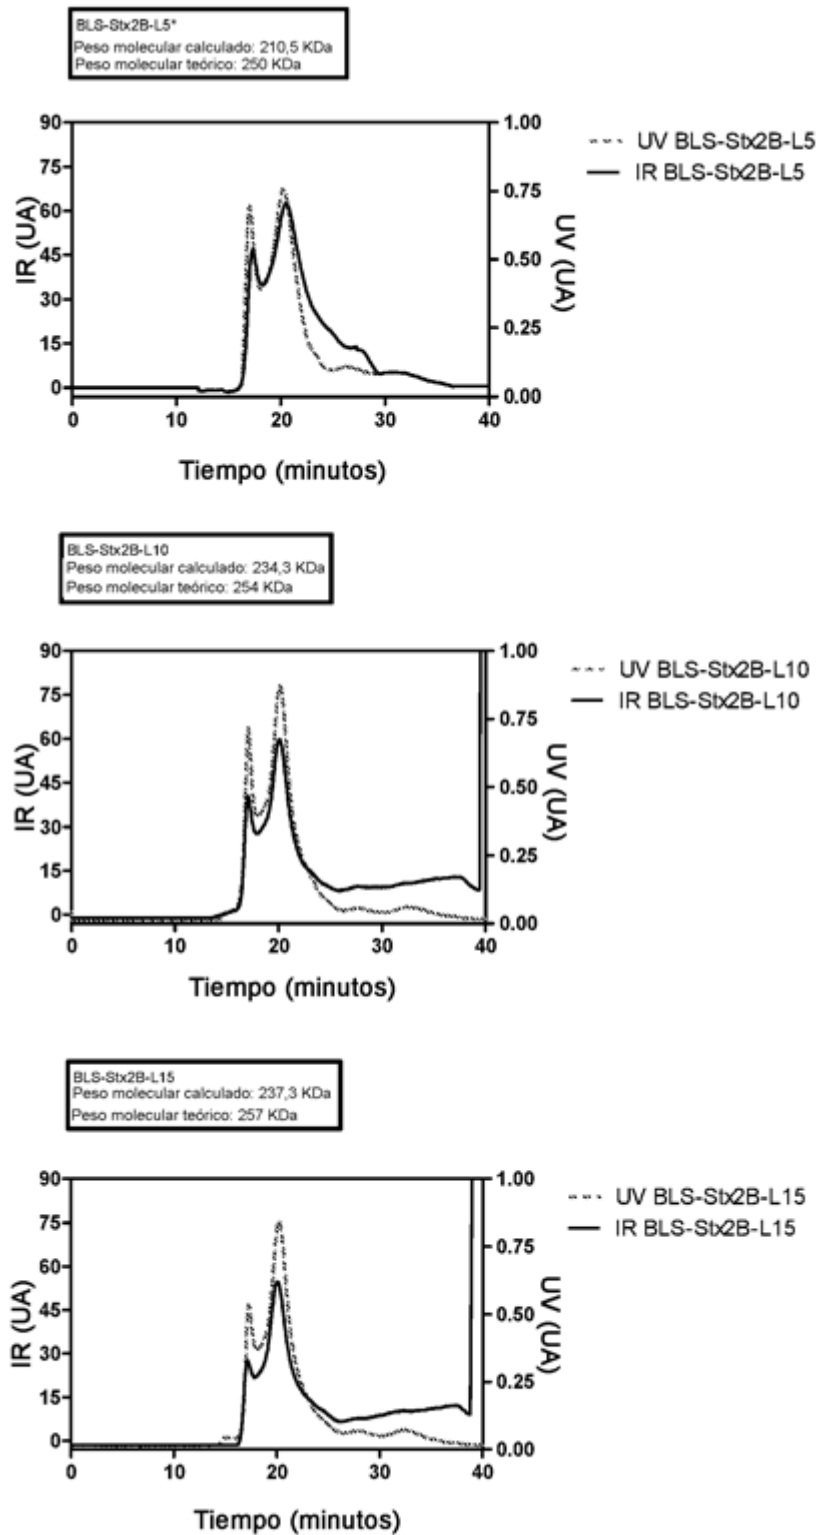 BLS-Stx2B-L5*
Peso molecular calculado: 210,5 KDa
Peso molecular teórico: 250 KDa
90
75
60
45
30
15
0
IR (UA)
1.00
0.75
0.50
0.25
0.00
UV (UA)
0 10 20 30 40
Tiempo (minutos)
UV BLS-Stx2B-L5
IR BLS-Stx2B-L5
BLS-Stx2B-L10
Peso molecular calculado: 234,3 KDa
Peso molecular teórico: 254 KDa
90
75
60
45
30
15
0
IR (UA)
1.00
0.75
0.50
0.25
0.00
UV (UA)
0 10 20 30 40
Tiempo (minutos)
UV BLS-Stx2B-L10
IR BLS-Stx2B-L10
BLS-Stx2B-L15
Peso molecular calculado: 237,3 KDa
Peso molecular teórico: 257 KDa
90
75
60
45
30
15
0
IR (UA)
1.00
0.75
0.50
0.25
0.00
UV (UA)
0 10 20 30 40
Tiempo (minutos)
UV BLS-Stx2B-L15
IR BLS-Stx2B-L15